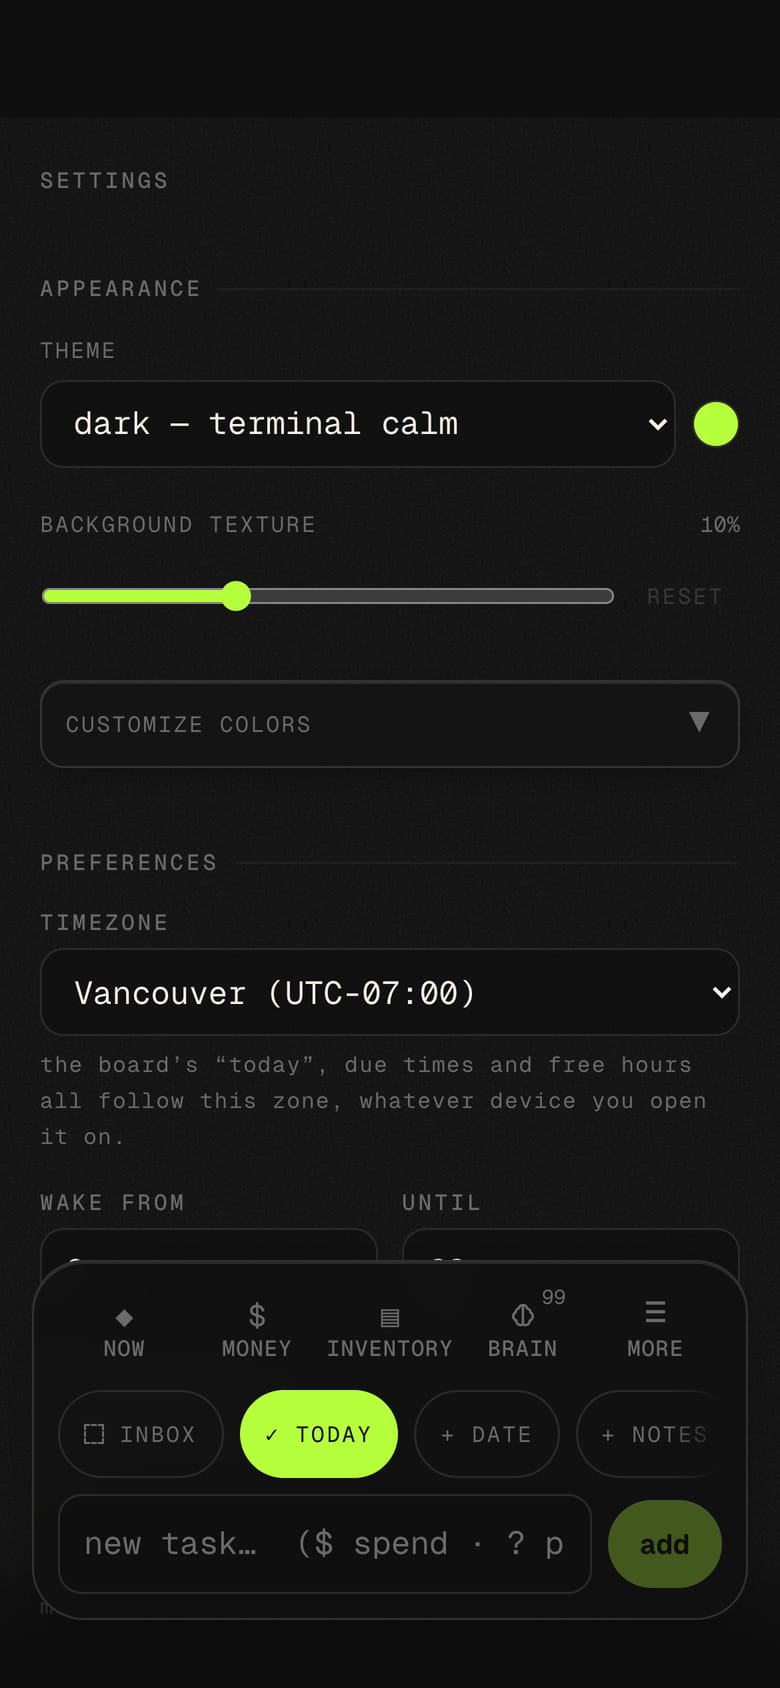 SETTINGS
APPEARANCE
THEME
dark — terminal calm
BACKGROUND TEXTURE 10%
RESET
CUSTOMIZE COLORS ▼
PREFERENCES
TIMEZONE
Vancouver (UTC-07:00)
the board’s “today”, due times and free hours
all follow this zone, whatever device you open
it on.
WAKE FROM UNTIL
99
NOW MONEY INVENTORY BRAIN MORE
INBOX ✓ TODAY + DATE + NOTES
new task… ($ spend · ? p add